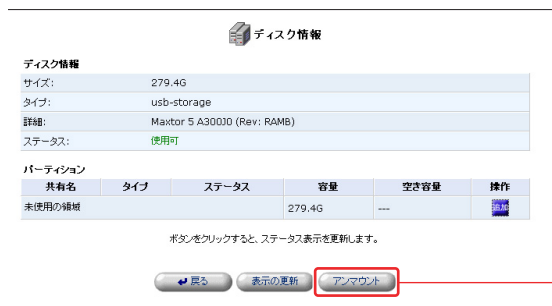 ディスク情報
ディスク情報
サイズ: 279.4G
タイプ: usb-storage
詳細: Maxtor 5 A300J0 (Rev: RAMB)
ステータス: 使用可
パーティション
共有名 タイプ ステータス 容量 空き容量 操作
未使用の領域 279.4G --- 追加
ボタンをクリックすると、ステータス表示を更新します。
戻る 表示の更新 アンマウント